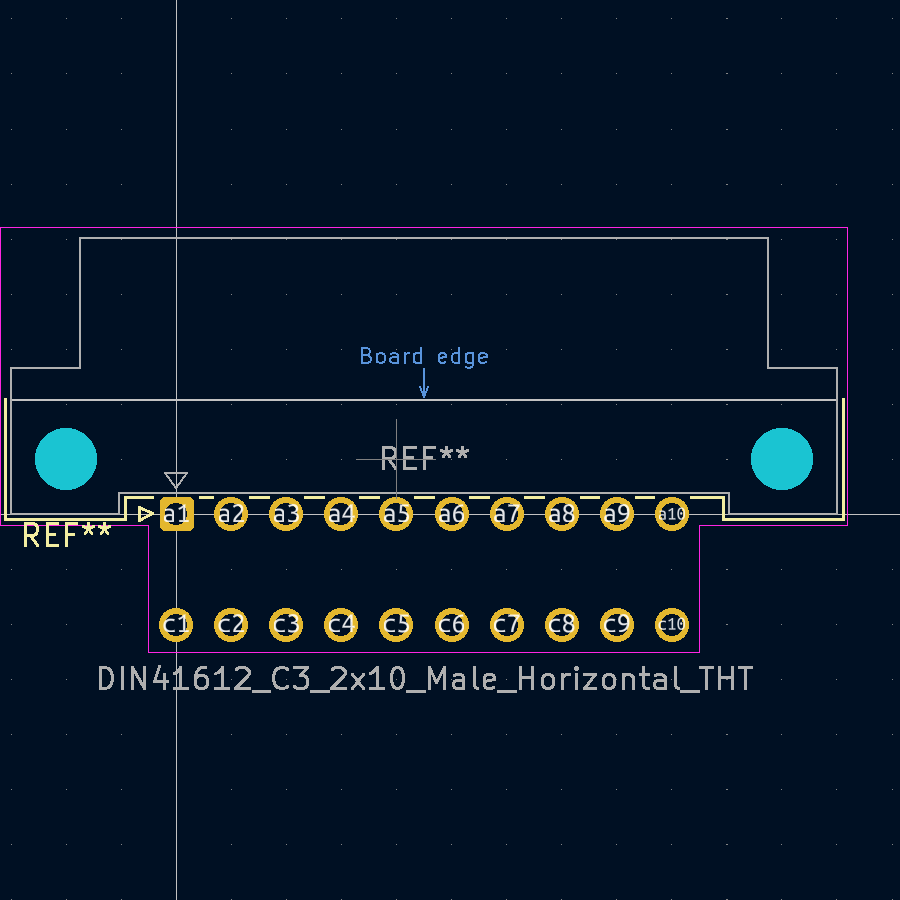 Board edge
REF**
a1 a2 a3 a4 a5 a6 a7 a8 a9 a10
REF**
c1 c2 c3 c4 c5 c6 c7 c8 c9 c10
DIN41612_C3_2x10_Male_Horizontal_THT